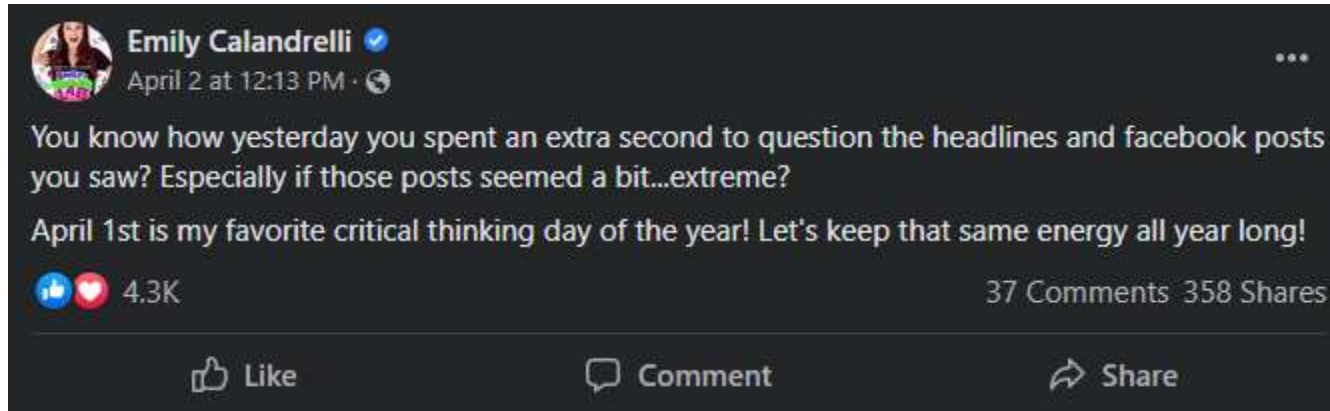 Emily Calandrelli
April 2 at 12:13 PM ·
You know how yesterday you spent an extra second to question the headlines and facebook posts
you saw? Especially if those posts seemed a bit...extreme?
April 1st is my favorite critical thinking day of the year! Let's keep that same energy all year long!
4.3K 37 Comments 358 Shares
Like Comment Share